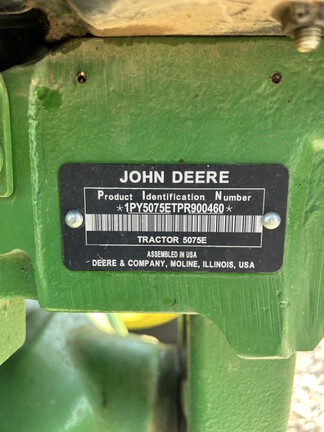 JOHN DEERE
Product Identification Number
*1PY5075ETPR900460*
TRACTOR 5075E
ASSEMBLED IN USA
DEERE & COMPANY, MOLINE, ILLINOIS, USA